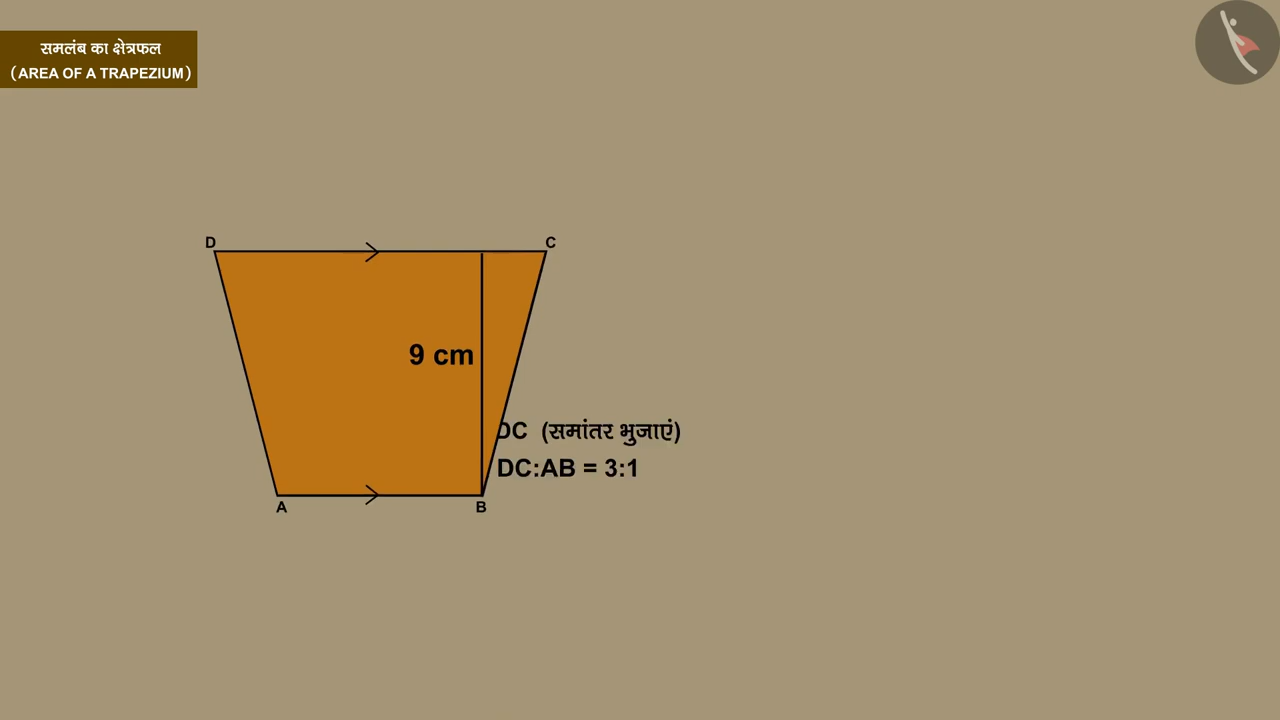 समलंब का क्षेत्रफल
(AREA OF A TRAPEZIUM)
D
C
9 cm
DC (समांतर भुजाएं)
DC:AB = 3:1
A
B